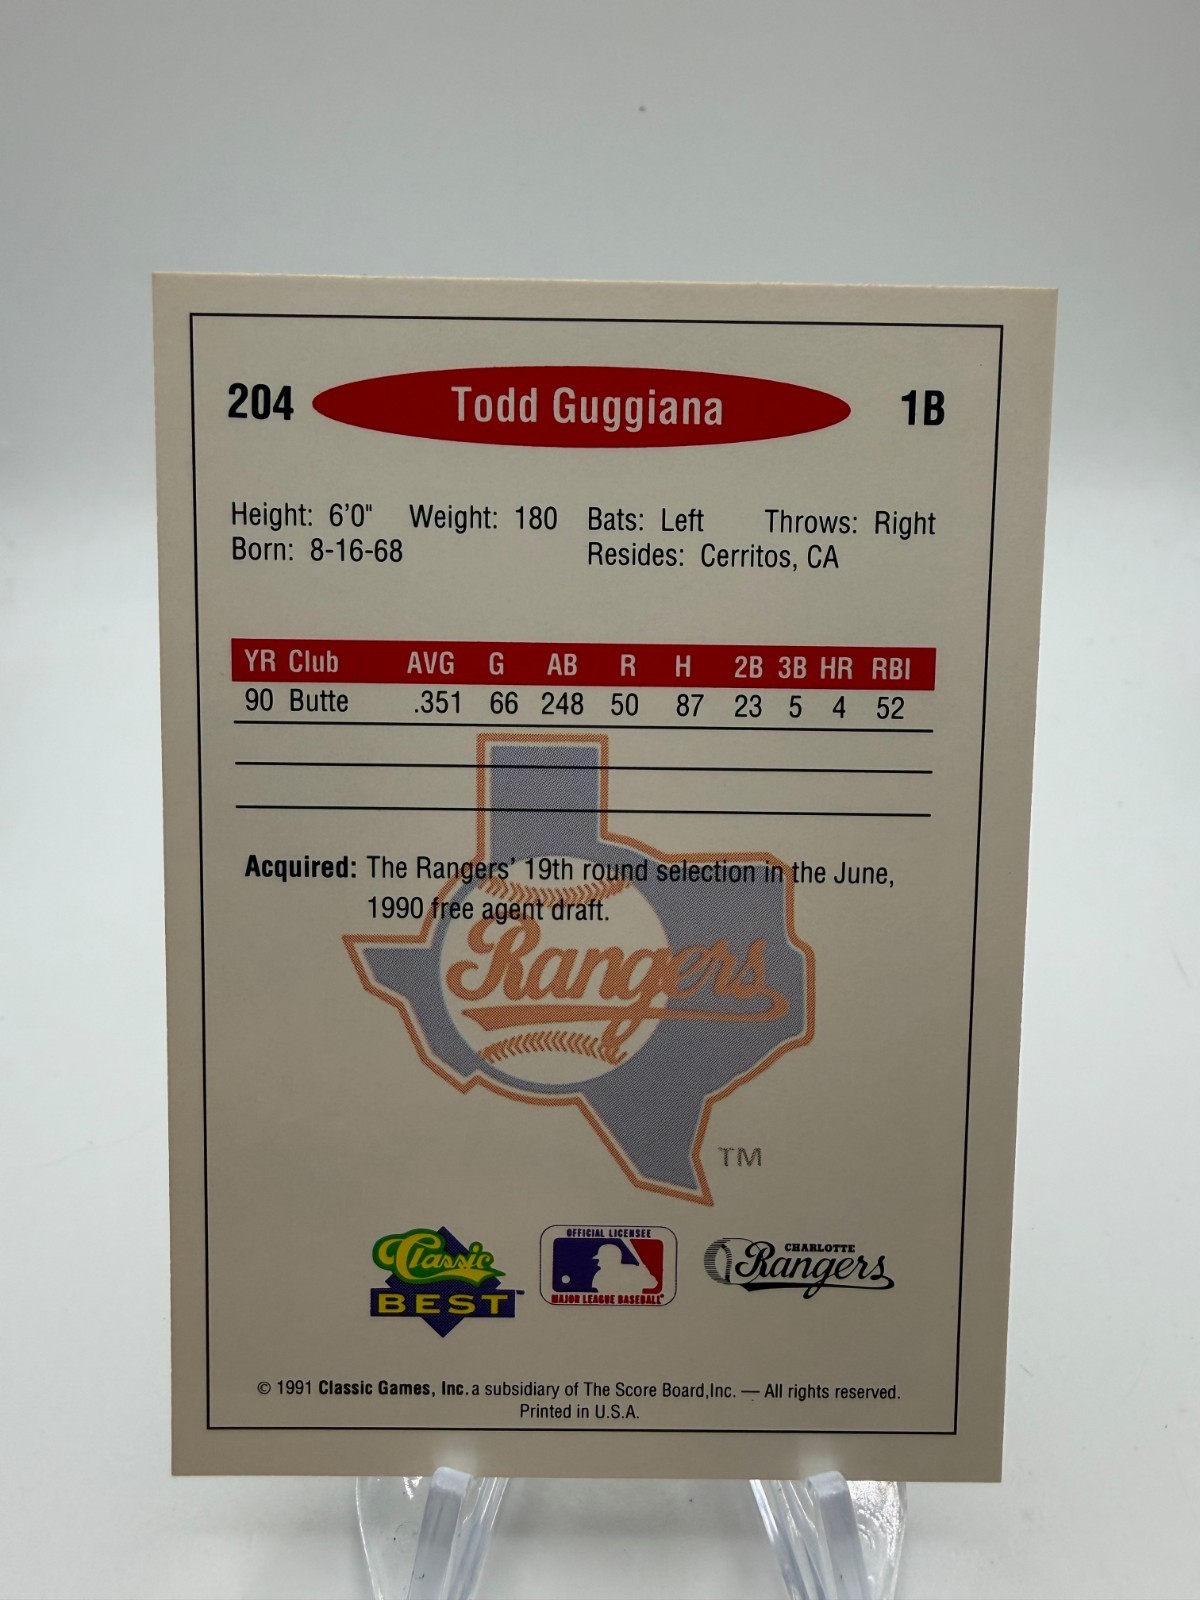 204 Todd Guggiana 1B
Height: 6'0" Weight: 180 Bats: Left Throws: Right
Born: 8-16-68 Resides: Cerritos, CA
YR Club AVG G AB R H 2B 3B HR RBI
90 Butte .351 66 248 50 87 23 5 4 52
Acquired: The Rangers' 19th round selection in the June,
1990 free agent draft.
Rangers
TM
Classic
BEST™
OFFICIAL LICENSEE
MAJOR LEAGUE BASEBALL
CHARLOTTE
Rangers
© 1991 Classic Games, Inc. a subsidiary of The Score Board,Inc. — All rights reserved.
Printed in U.S.A.